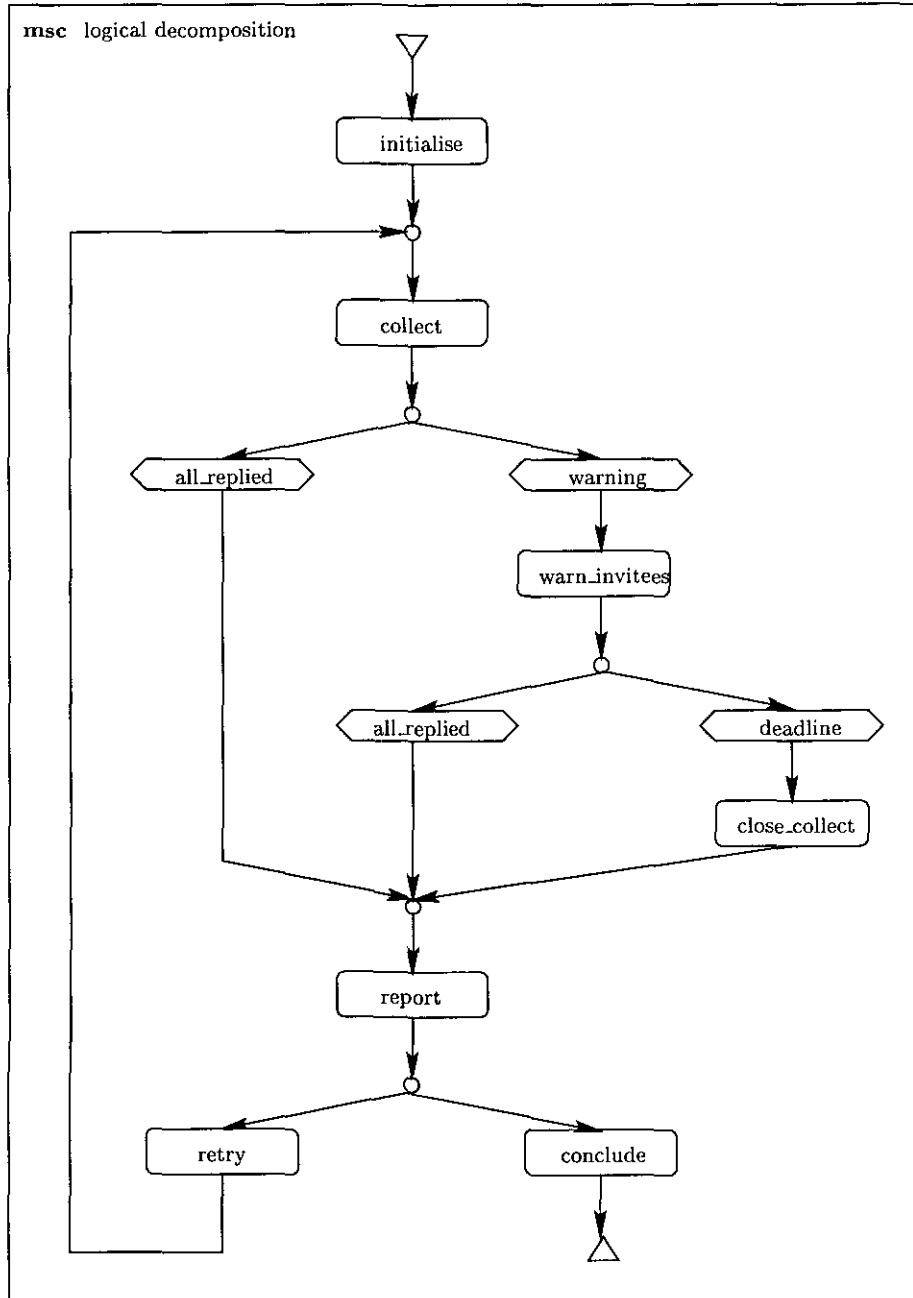 msc logical decomposition
initialise
collect
all_replied
warning
warn_invitees
all_replied
deadline
close_collect
report
retry
conclude